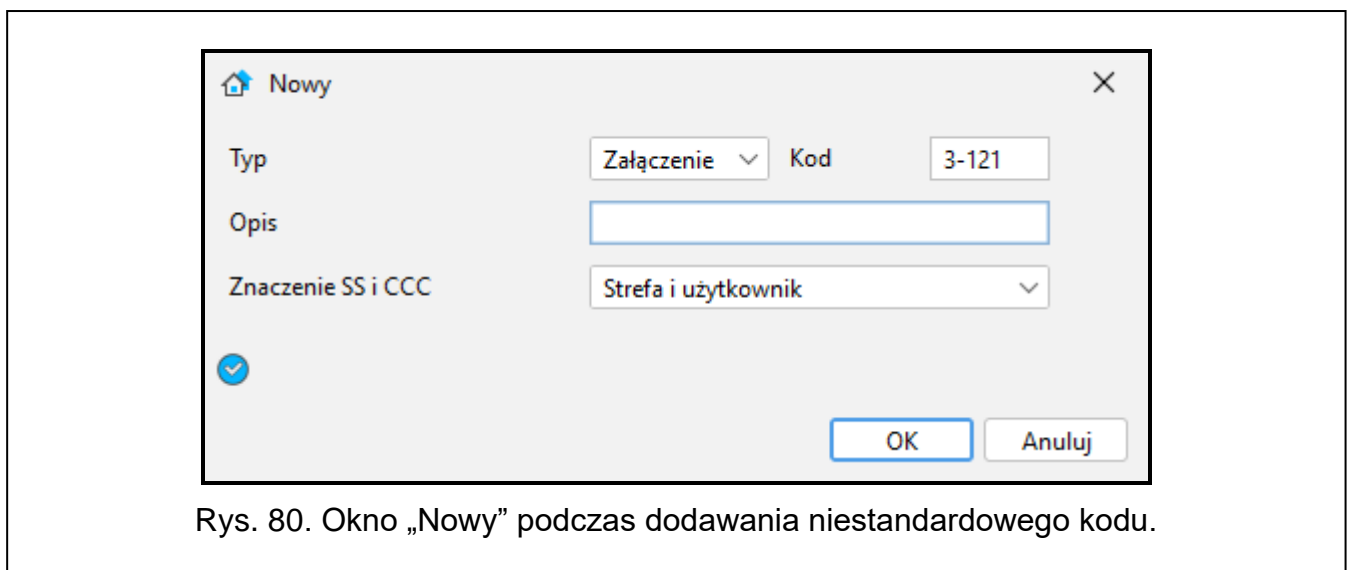 Nowy
Typ Załączenie Kod 3-121
Opis
Znaczenie SS i CCC Strefa i użytkownik
OK Anuluj
Rys. 80. Okno „Nowy” podczas dodawania niestandardowego kodu.